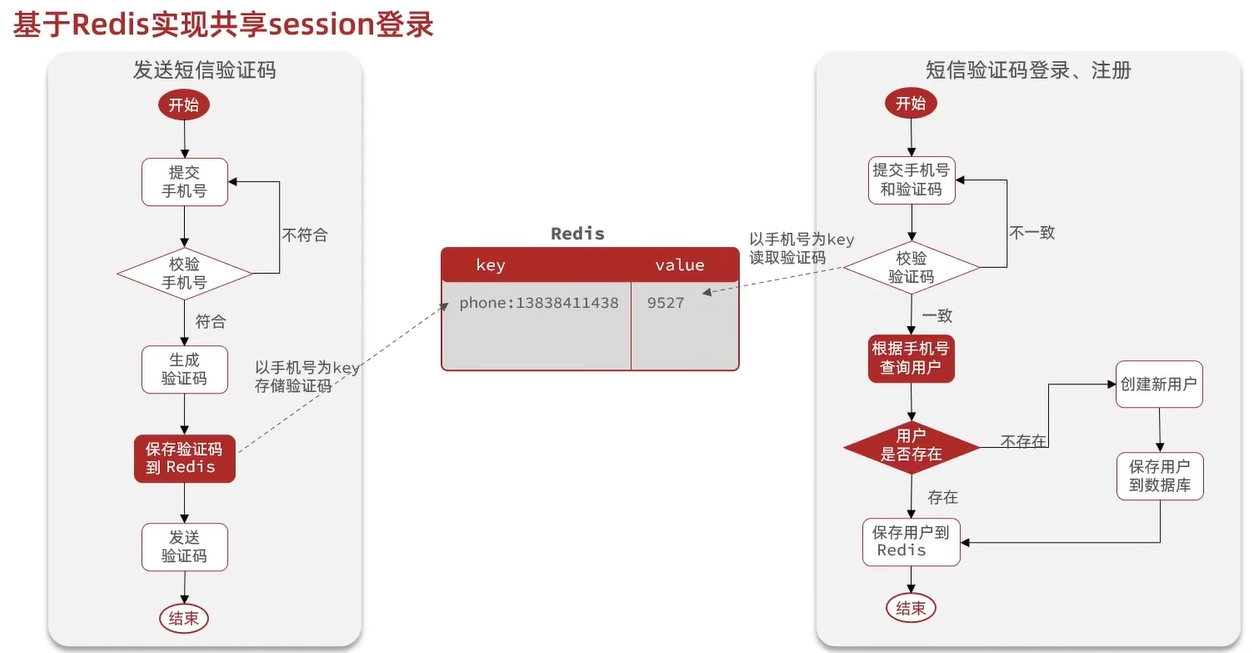 基于Redis实现共享session登录
发送短信验证码
开始
提交
手机号
不符合
校验
手机号
符合
生成
验证码
以手机号为key
存储验证码
保存验证码
到 Redis
发送
验证码
结束
Redis
key value
phone:13838411438 9527
以手机号为key
读取验证码
短信验证码登录、注册
开始
提交手机号
和验证码
不一致
校验
验证码
一致
根据手机号
查询用户
用户
是否存在
不存在
创建新用户
保存用户
到数据库
存在
保存用户到
Redis
结束